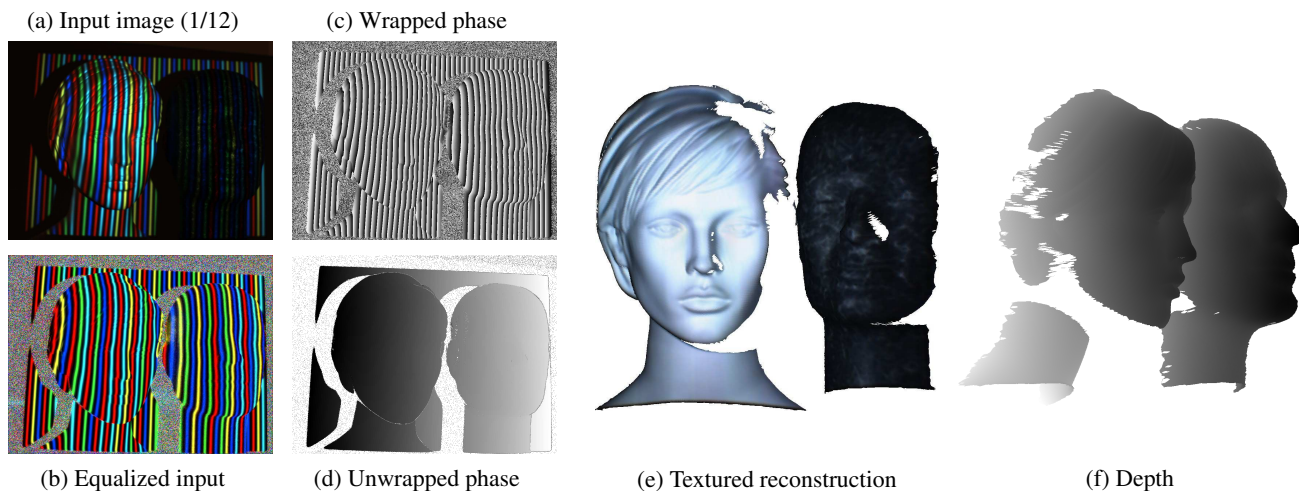 (a) Input image (1/12)
(c) Wrapped phase
(b) Equalized input
(d) Unwrapped phase
(e) Textured reconstruction
(f) Depth